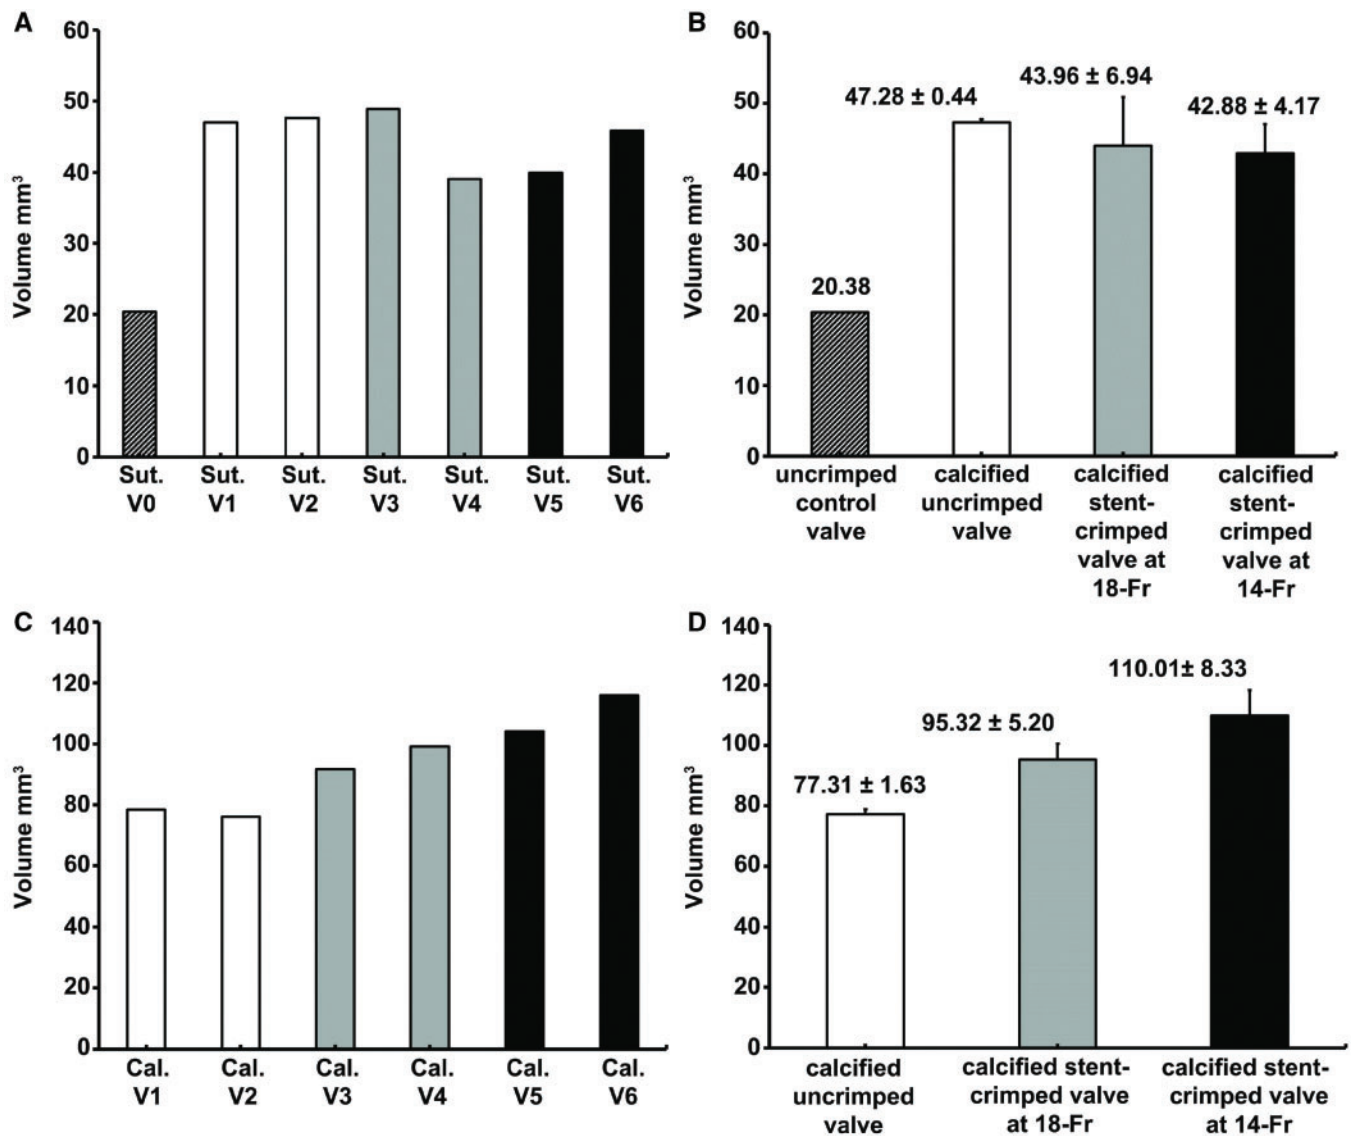 A
60
50
40
30
20
10
0
Volume mm³
Sut. V0
Sut. V1
Sut. V2
Sut. V3
Sut. V4
Sut. V5
Sut. V6
B
60
50
40
30
20
10
0
Volume mm³
20.38
47.28 ± 0.44
43.96 ± 6.94
42.88 ± 4.17
uncrimped
control
valve
calcified
uncrimped
valve
calcified
stent-
crimped
valve at
18-Fr
calcified
stent-
crimped
valve at
14-Fr
C
140
120
100
80
60
40
20
0
Volume mm³
Cal. V1
Cal. V2
Cal. V3
Cal. V4
Cal. V5
Cal. V6
D
140
120
100
80
60
40
20
0
Volume mm³
77.31 ± 1.63
95.32 ± 5.20
110.01± 8.33
calcified
uncrimped
valve
calcified stent-
crimped valve
at 18-Fr
calcified stent-
crimped valve
at 14-Fr